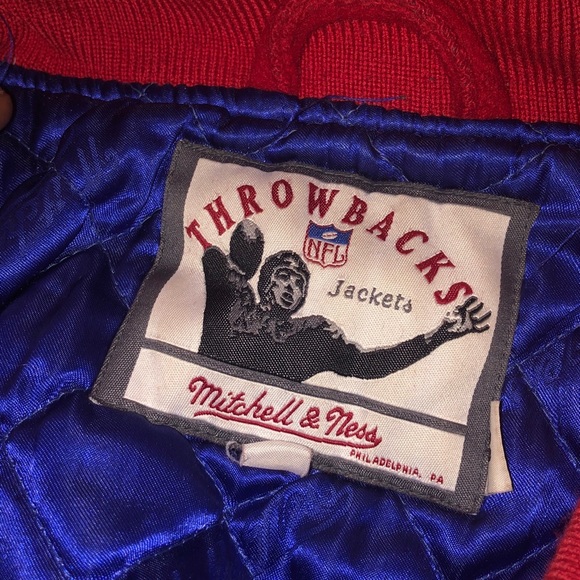 THROWBACKS
NFL
Jackets
Mitchell & Ness
PHILADELPHIA, PA